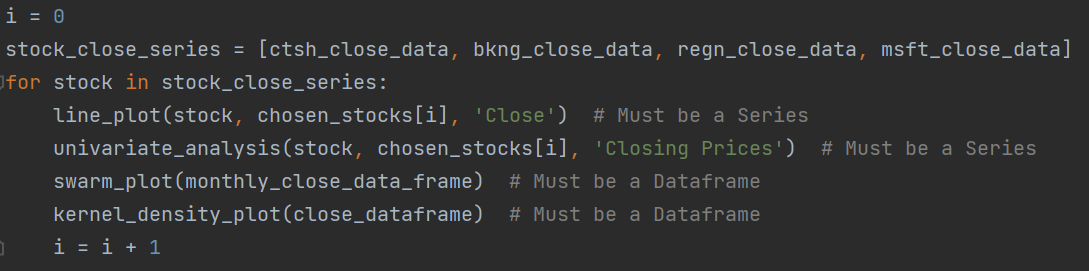 i = 0
stock_close_series = [ctsh_close_data, bkng_close_data, regn_close_data, msft_close_data]
for stock in stock_close_series:
    line_plot(stock, chosen_stocks[i], 'Close')  # Must be a Series
    univariate_analysis(stock, chosen_stocks[i], 'Closing Prices')  # Must be a Series
    swarm_plot(monthly_close_data_frame)  # Must be a Dataframe
    kernel_density_plot(close_dataframe)  # Must be a Dataframe
    i = i + 1